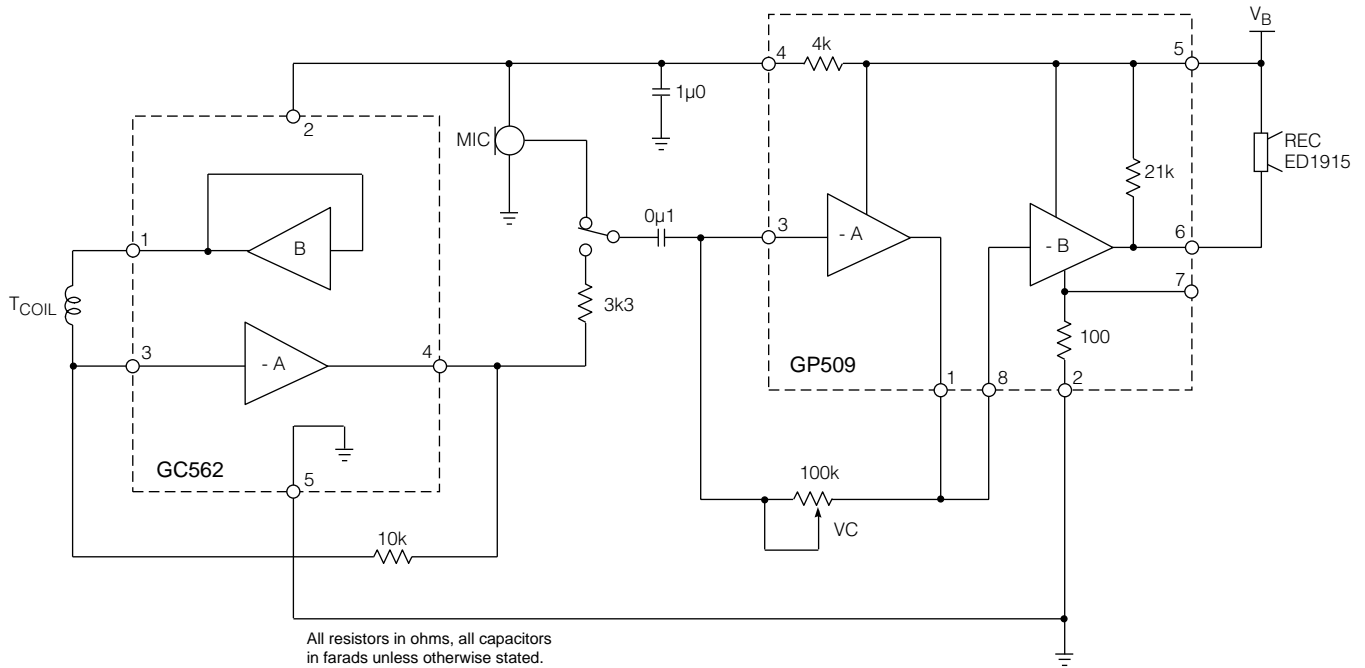 V_B
4
4k
5
1µ0
2
MIC
REC
ED1915
21k
0µ1
1
B
3
- A
- B
6
7
T_COIL
3k3
100
3
- A
4
GP509
1
8
2
GC562
5
100k
VC
10k
All resistors in ohms, all capacitors
in farads unless otherwise stated.